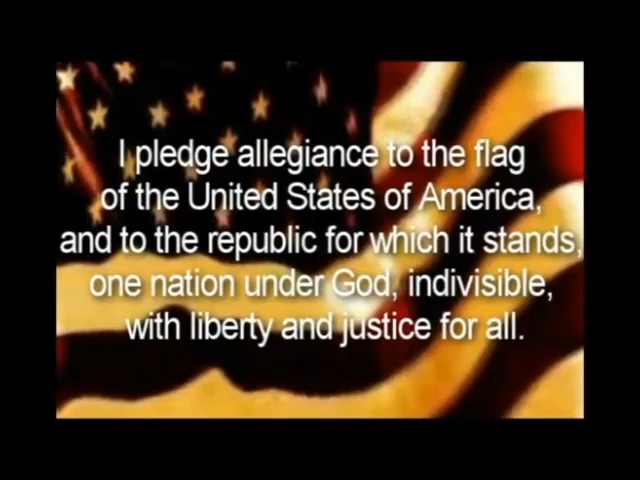 I pledge allegiance to the flag
of the United States of America,
and to the republic for which it stands,
one nation under God, indivisible,
with liberty and justice for all.